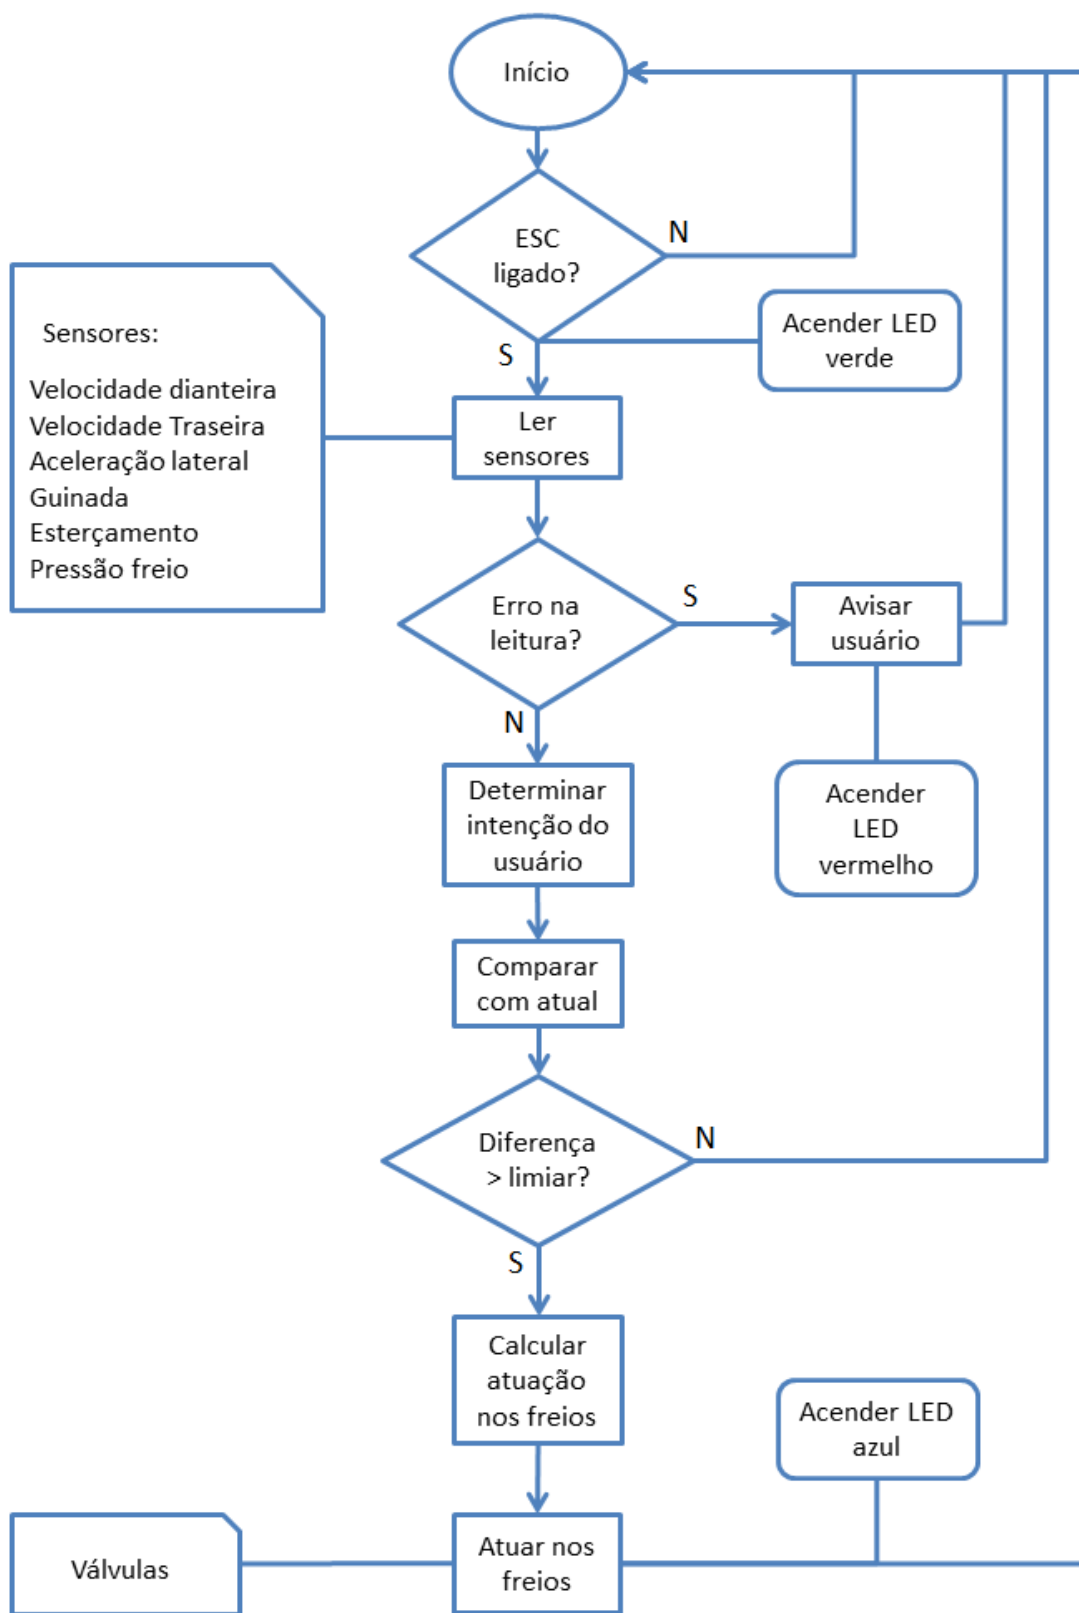 Início
ESC
ligado?
N
S
Acender LED
verde
Sensores:
Velocidade dianteira
Velocidade Traseira
Aceleração lateral
Guinada
Esterçamento
Pressão freio
Ler
sensores
Erro na
leitura?
S
N
Avisar
usuário
Acender
LED
vermelho
Determinar
intenção do
usuário
Comparar
com atual
Diferença
> limiar?
N
S
Calcular
atuação
nos freios
Acender LED
azul
Válvulas
Atuar nos
freios